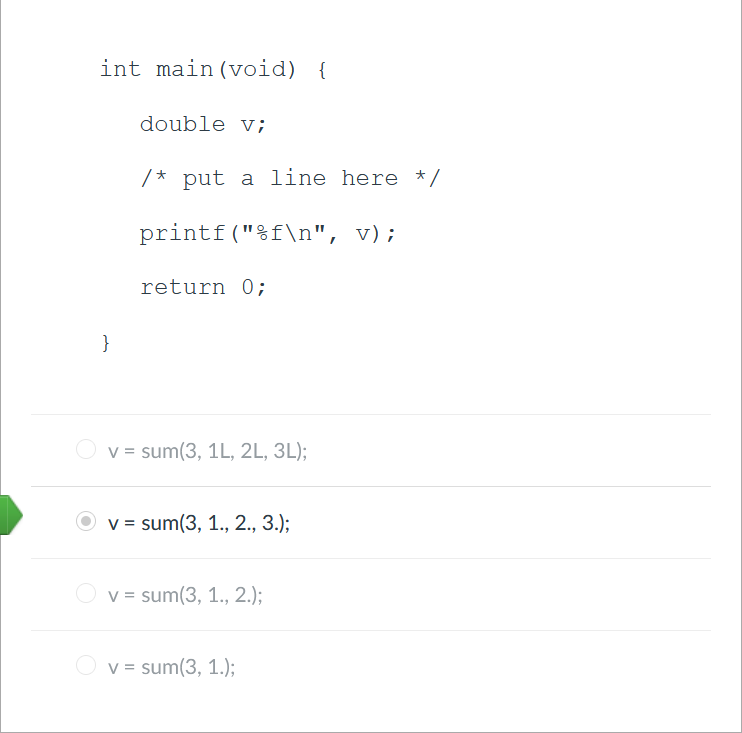 int main(void) {
double v;
/* put a line here */
printf("%f\n", v);
return 0;
}
v = sum(3, 1L, 2L, 3L);
v = sum(3, 1., 2., 3.);
v = sum(3, 1., 2.);
v = sum(3, 1.);